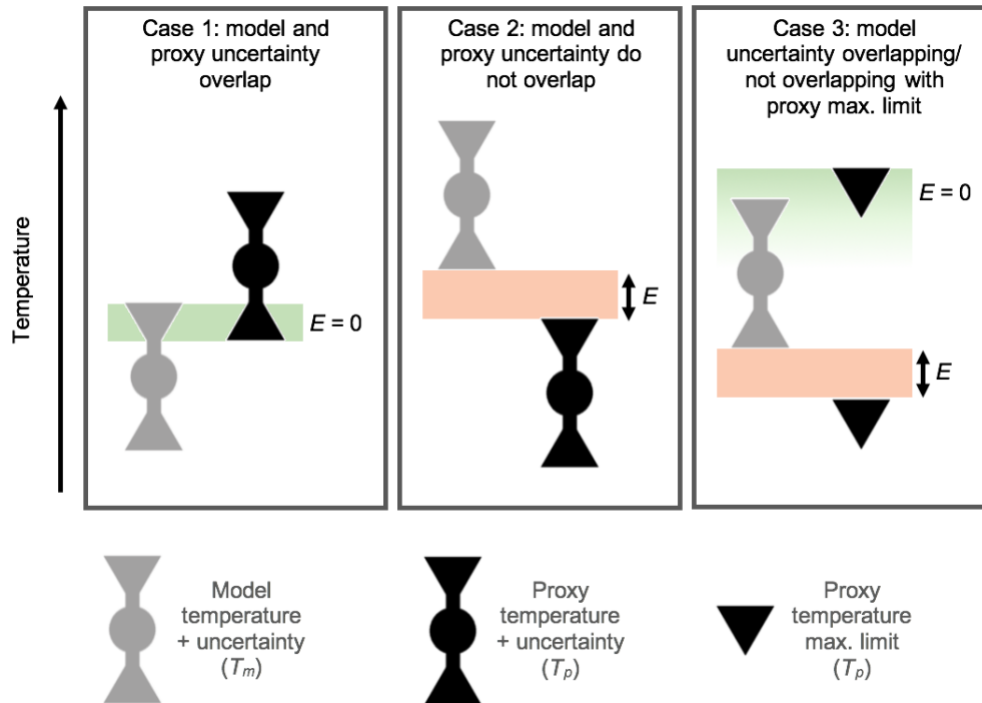 Case 1: model and
proxy uncertainty
overlap
Case 2: model and
proxy uncertainty do
not overlap
Case 3: model
uncertainty overlapping/
not overlapping with
proxy max. limit
Temperature
E = 0
E
E = 0
E
Model
temperature
+ uncertainty
(Tm)
Proxy
temperature
+ uncertainty
(Tp)
Proxy
temperature
max. limit
(Tp)